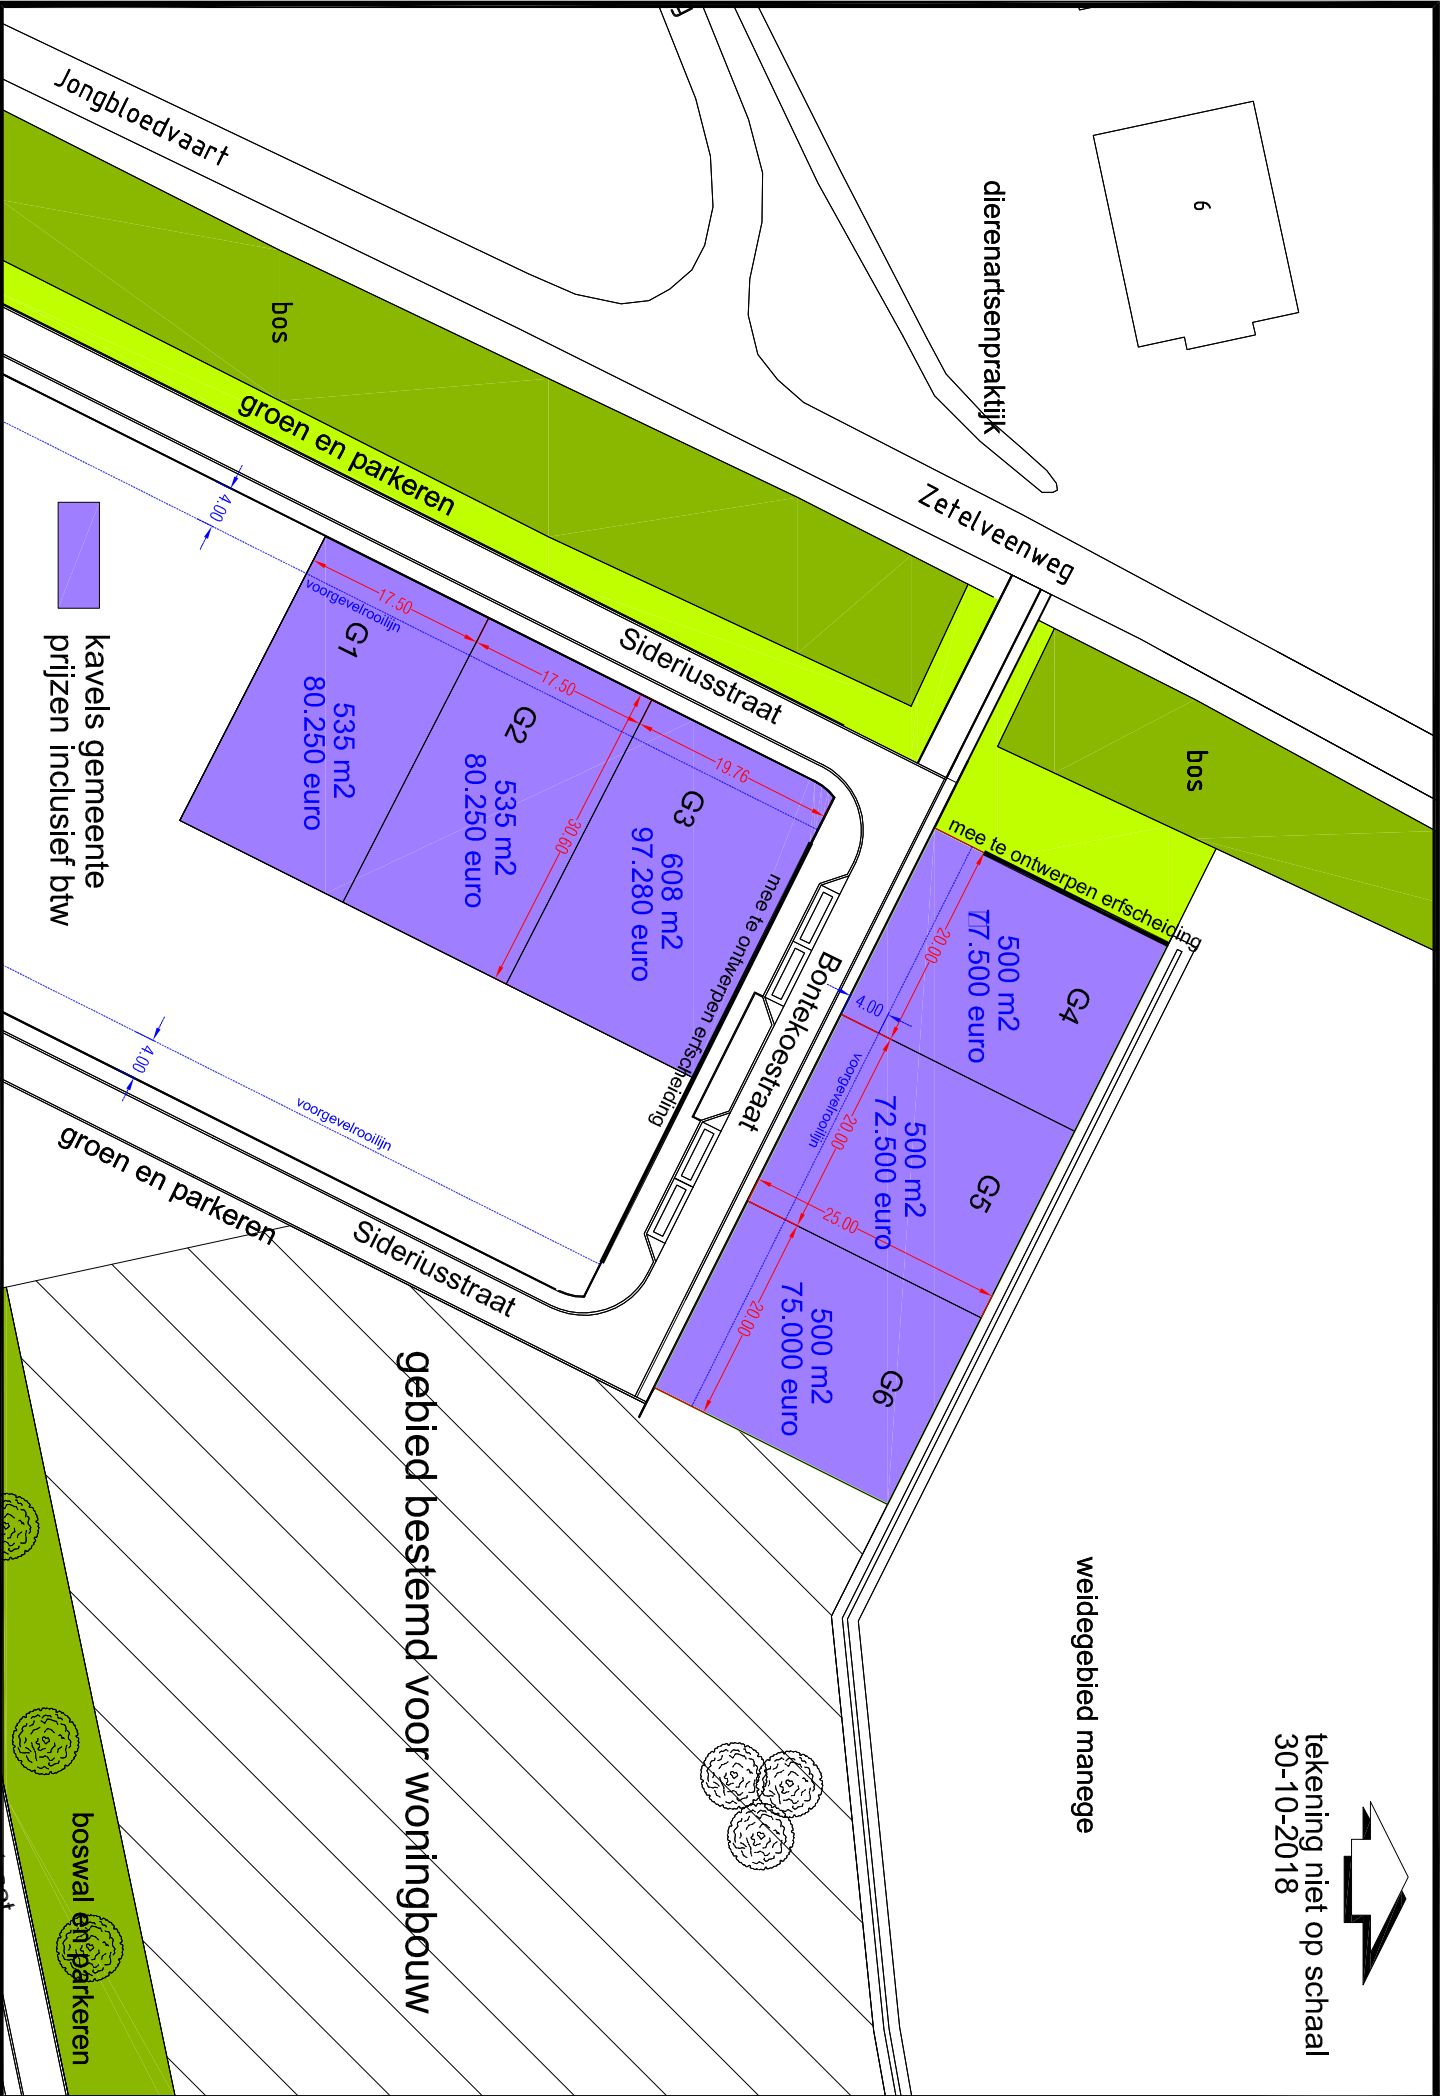 tekening niet op schaal
30-10-2018
6
dierenartsenpraktijk
Zetelveenweg
Jongbloedvaart
bos
bos
groen en parkeren
mee te ontwerpen erfscheiding
weidegebied manege
Sideriusstraat
Bontekoestraat
G4
500 m2
77.500 euro
20.00
4.00
G5
500 m2
72.500 euro
20.00
voorgevelrooilijn
25.00
G6
500 m2
75.000 euro
20.00
G3
608 m2
97.280 euro
19.76
mee te ontwerpen erfscheiding
G2
535 m2
80.250 euro
17.50
30.60
G1
535 m2
80.250 euro
17.50
voorgevelrooilijn
4.00
4.00
voorgevelrooilijn
Sideriusstraat
groen en parkeren
gebied bestemd voor woningbouw
kavels gemeente
prijzen inclusief btw
boswal en parkeren